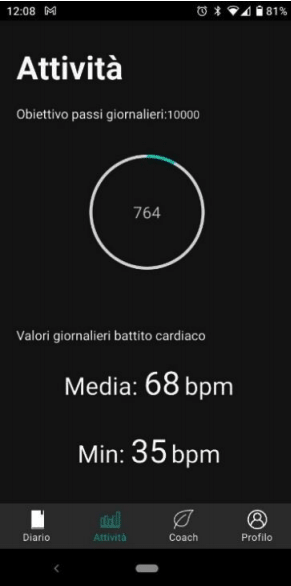 12:08 81%
Attività
Obiettivo passi giornalieri:10000
764
Valori giornalieri battito cardiaco
Media: 68 bpm
Min: 35 bpm
Diario Attività Coach Profilo